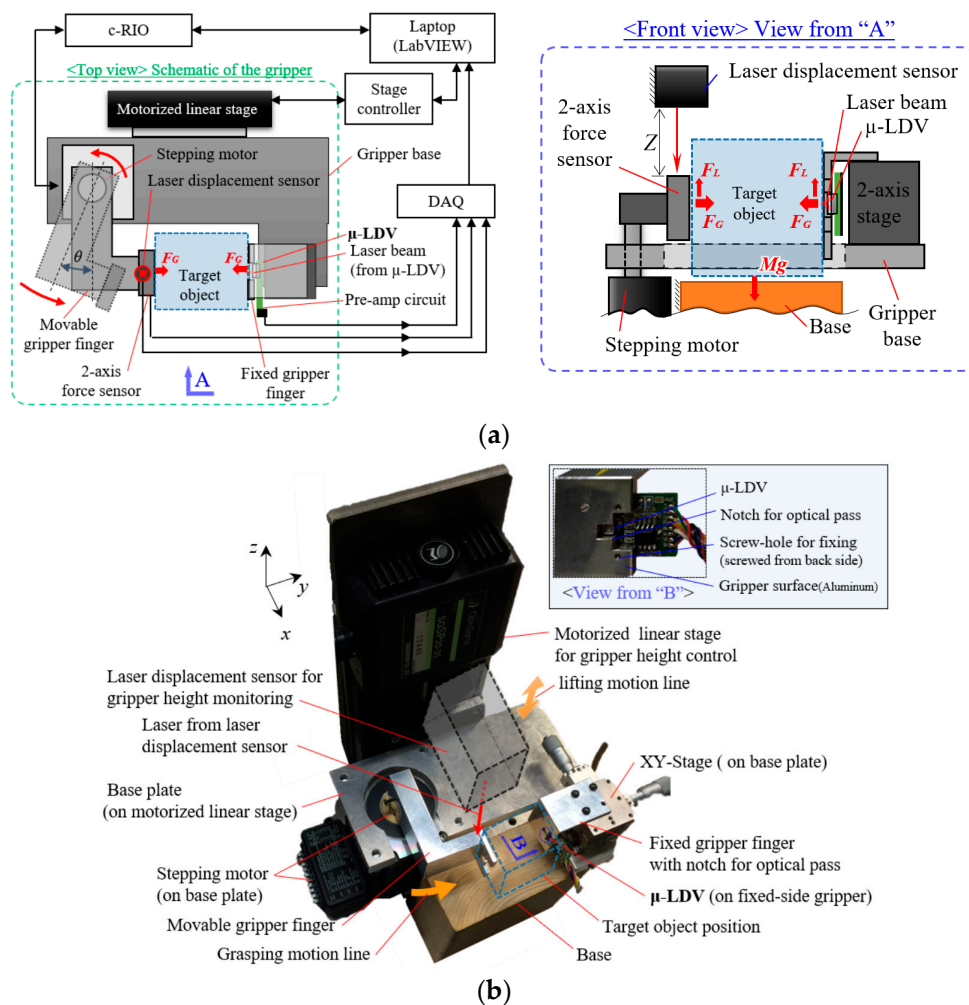 c-RIO
Laptop
(LabVIEW)
<Top view> Schematic of the gripper
Motorized linear stage
Stage
controller
Stepping motor
Laser displacement sensor
Gripper base
DAQ
μ-LDV
Laser beam
(from μ-LDV)
Pre-amp circuit
θ
FG
FG
Target
object
Movable
gripper finger
2-axis
force sensor
A
Fixed gripper
finger
<Front view> View from “A”
Laser displacement sensor
2-axis
force
sensor
Z
Laser beam
μ-LDV
FL
FL
Target
object
FG
FG
2-axis
stage
Mg
Stepping motor
Base
Gripper
base
(a)
z
y
x
μ-LDV
Notch for optical pass
Screw-hole for fixing
(screwed from back side)
Gripper surface(Aluminum)
<View from “B”>
Motorized linear stage
for gripper height control
lifting motion line
Laser displacement sensor for
gripper height monitoring
Laser from laser
displacement sensor
Base plate
(on motorized linear stage)
XY-Stage ( on base plate)
B
Fixed gripper finger
with notch for optical pass
Stepping motor
(on base plate)
μ-LDV (on fixed-side gripper)
Movable gripper finger
Target object position
Grasping motion line
Base
(b)